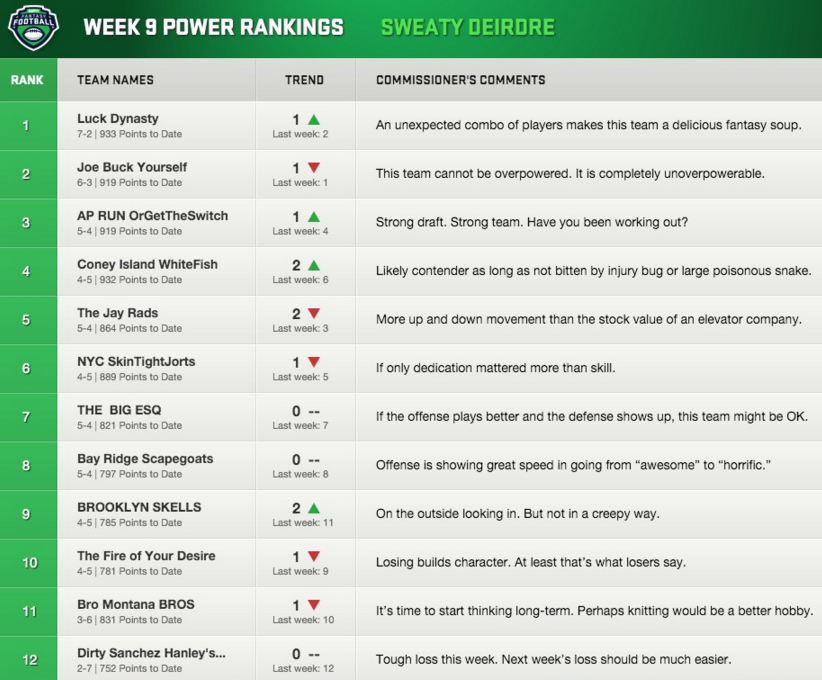 FANTASY
FOOTBALL
WEEK 9 POWER RANKINGS SWEATY DEIRDRE
RANK TEAM NAMES TREND COMMISSIONER'S COMMENTS
1 Luck Dynasty 1 ▲ An unexpected combo of players makes this team a delicious fantasy soup.
7-2 | 933 Points to Date Last week: 2
2 Joe Buck Yourself 1 ▼ This team cannot be overpowered. It is completely unoverpowerable.
6-3 | 919 Points to Date Last week: 1
3 AP RUN OrGetTheSwitch 1 ▲ Strong draft. Strong team. Have you been working out?
5-4 | 919 Points to Date Last week: 4
4 Coney Island WhiteFish 2 ▲ Likely contender as long as not bitten by injury bug or large poisonous snake.
4-5 | 932 Points to Date Last week: 6
5 The Jay Rads 2 ▼ More up and down movement than the stock value of an elevator company.
5-4 | 864 Points to Date Last week: 3
6 NYC SkinTightJorts 1 ▼ If only dedication mattered more than skill.
4-5 | 889 Points to Date Last week: 5
7 THE BIG ESQ 0 -- If the offense plays better and the defense shows up, this team might be OK.
5-4 | 821 Points to Date Last week: 7
8 Bay Ridge Scapegoats 0 -- Offense is showing great speed in going from “awesome” to “horrific.”
5-4 | 797 Points to Date Last week: 8
9 BROOKLYN SKELLS 2 ▲ On the outside looking in. But not in a creepy way.
4-5 | 785 Points to Date Last week: 11
10 The Fire of Your Desire 1 ▼ Losing builds character. At least that’s what losers say.
4-5 | 781 Points to Date Last week: 9
11 Bro Montana BROS 1 ▼ It’s time to start thinking long-term. Perhaps knitting would be a better hobby.
3-6 | 831 Points to Date Last week: 10
12 Dirty Sanchez Hanley's... 0 -- Tough loss this week. Next week’s loss should be much easier.
2-7 | 752 Points to Date Last week: 12